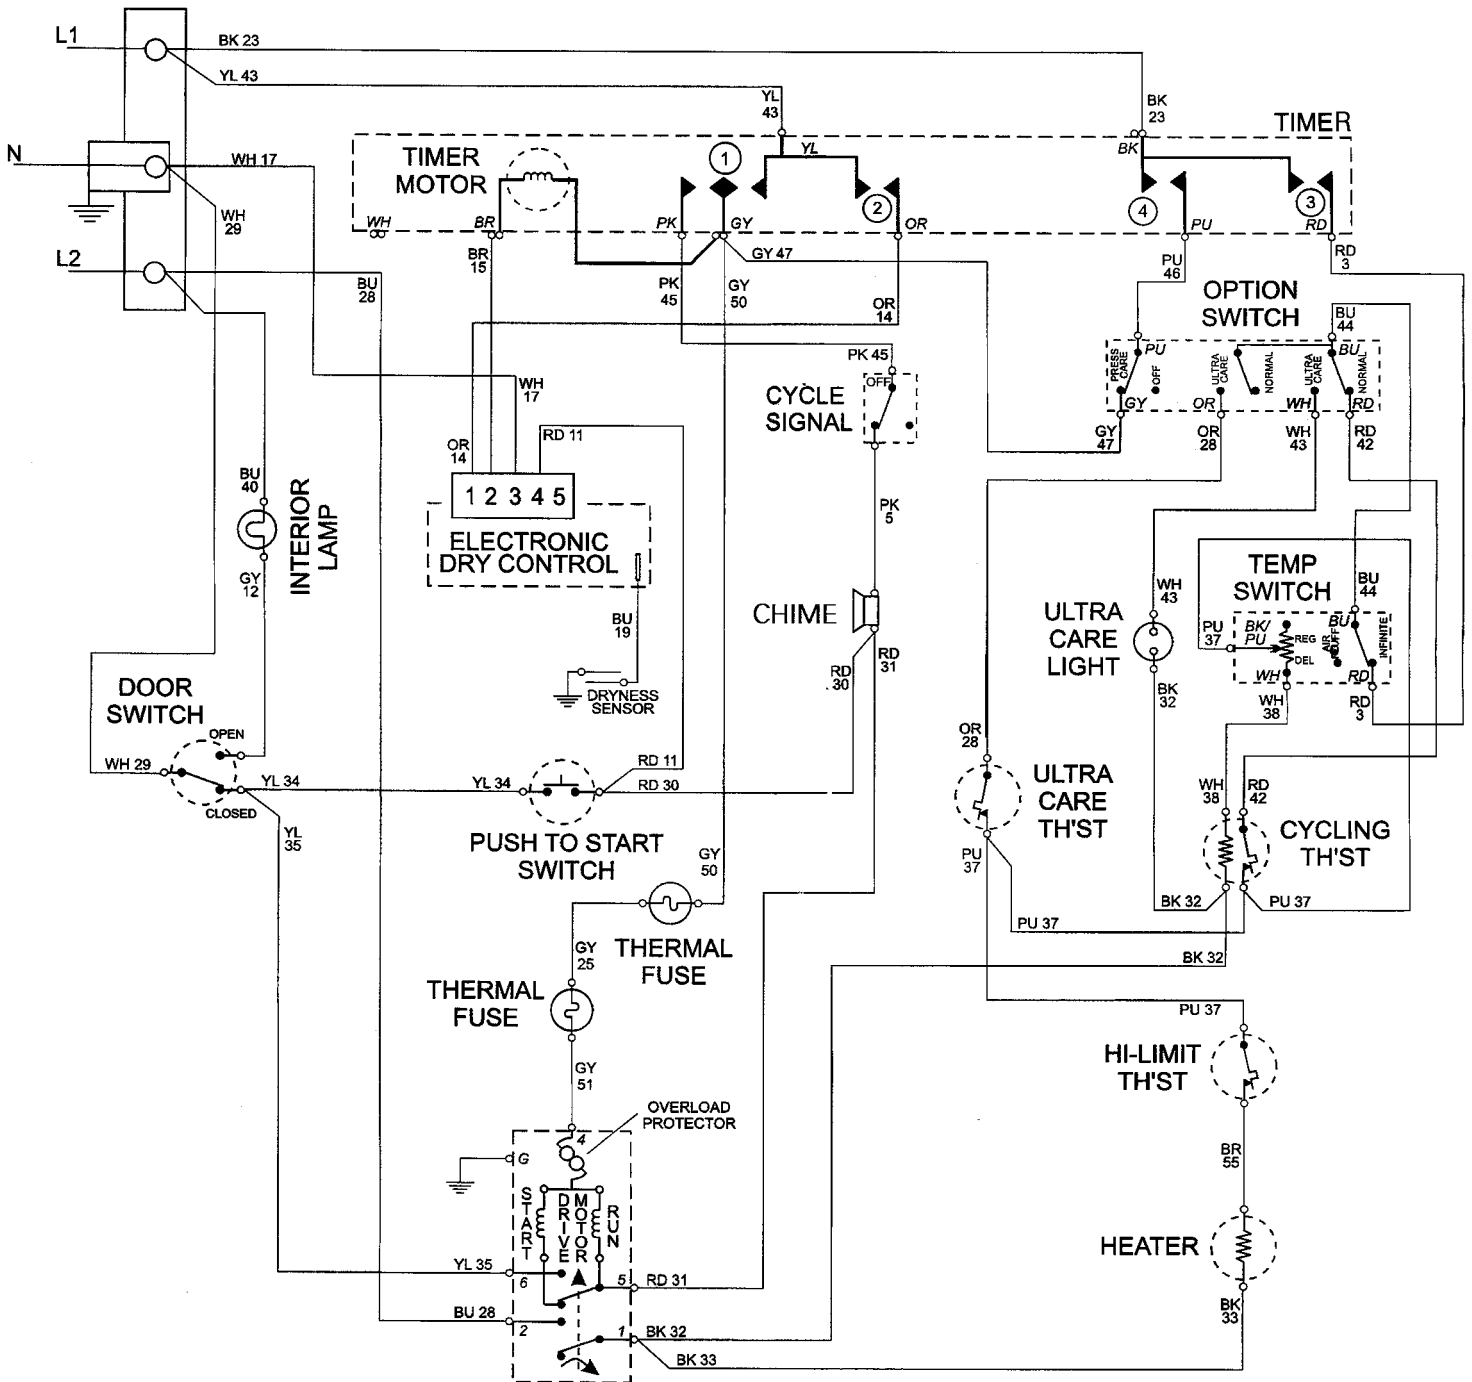 L1
BK 23
YL 43
YL
43
BK
23
TIMER
N
WH 17
TIMER
MOTOR
1
YL
BK
2
4
3
WH
29
WH
BR
PK
GY
OR
PU
RD
L2
BU
28
BR
15
PK
45
GY
50
GY 47
OR
14
PU
46
RD
3
OPTION
SWITCH
BU
44
PK 45
PRESS
CARE
PU
OFF
ULTRA
CARE
NORMAL
ULTRA
CARE
BU
NORMAL
GY
OR
WH
RD
WH
17
CYCLE
SIGNAL
OFF
GY
47
OR
28
WH
43
RD
42
OR
14
RD 11
BU
40
INTERIOR
LAMP
1 2 3 4 5
PK
5
ELECTRONIC
DRY CONTROL
GY
12
TEMP
SWITCH
WH
43
BU
44
CHIME
ULTRA
CARE
LIGHT
BU
19
PU
37
BK/
PU
REG
DEL
BU
AIR
INFINITE
WH
RD
RD
31
RD
30
BK
32
WH
38
RD
3
DRYNESS
SENSOR
DOOR
SWITCH
OPEN
WH 29
YL 34
CLOSED
YL 34
RD 11
RD 30
OR
28
ULTRA
CARE
TH'ST
WH
38
RD
42
YL
35
PUSH TO START
SWITCH
CYCLING
TH'ST
GY
50
PU
37
BK 32
PU 37
PU 37
THERMAL
FUSE
GY
25
BK 32
THERMAL
FUSE
PU 37
HI-LIMIT
TH'ST
GY
51
OVERLOAD
PROTECTOR
4
G
BR
55
START
DRIVE
MOTOR
RUN
HEATER
YL 35
6
5
RD 31
BU 28
2
1
BK 32
BK
33
BK 33